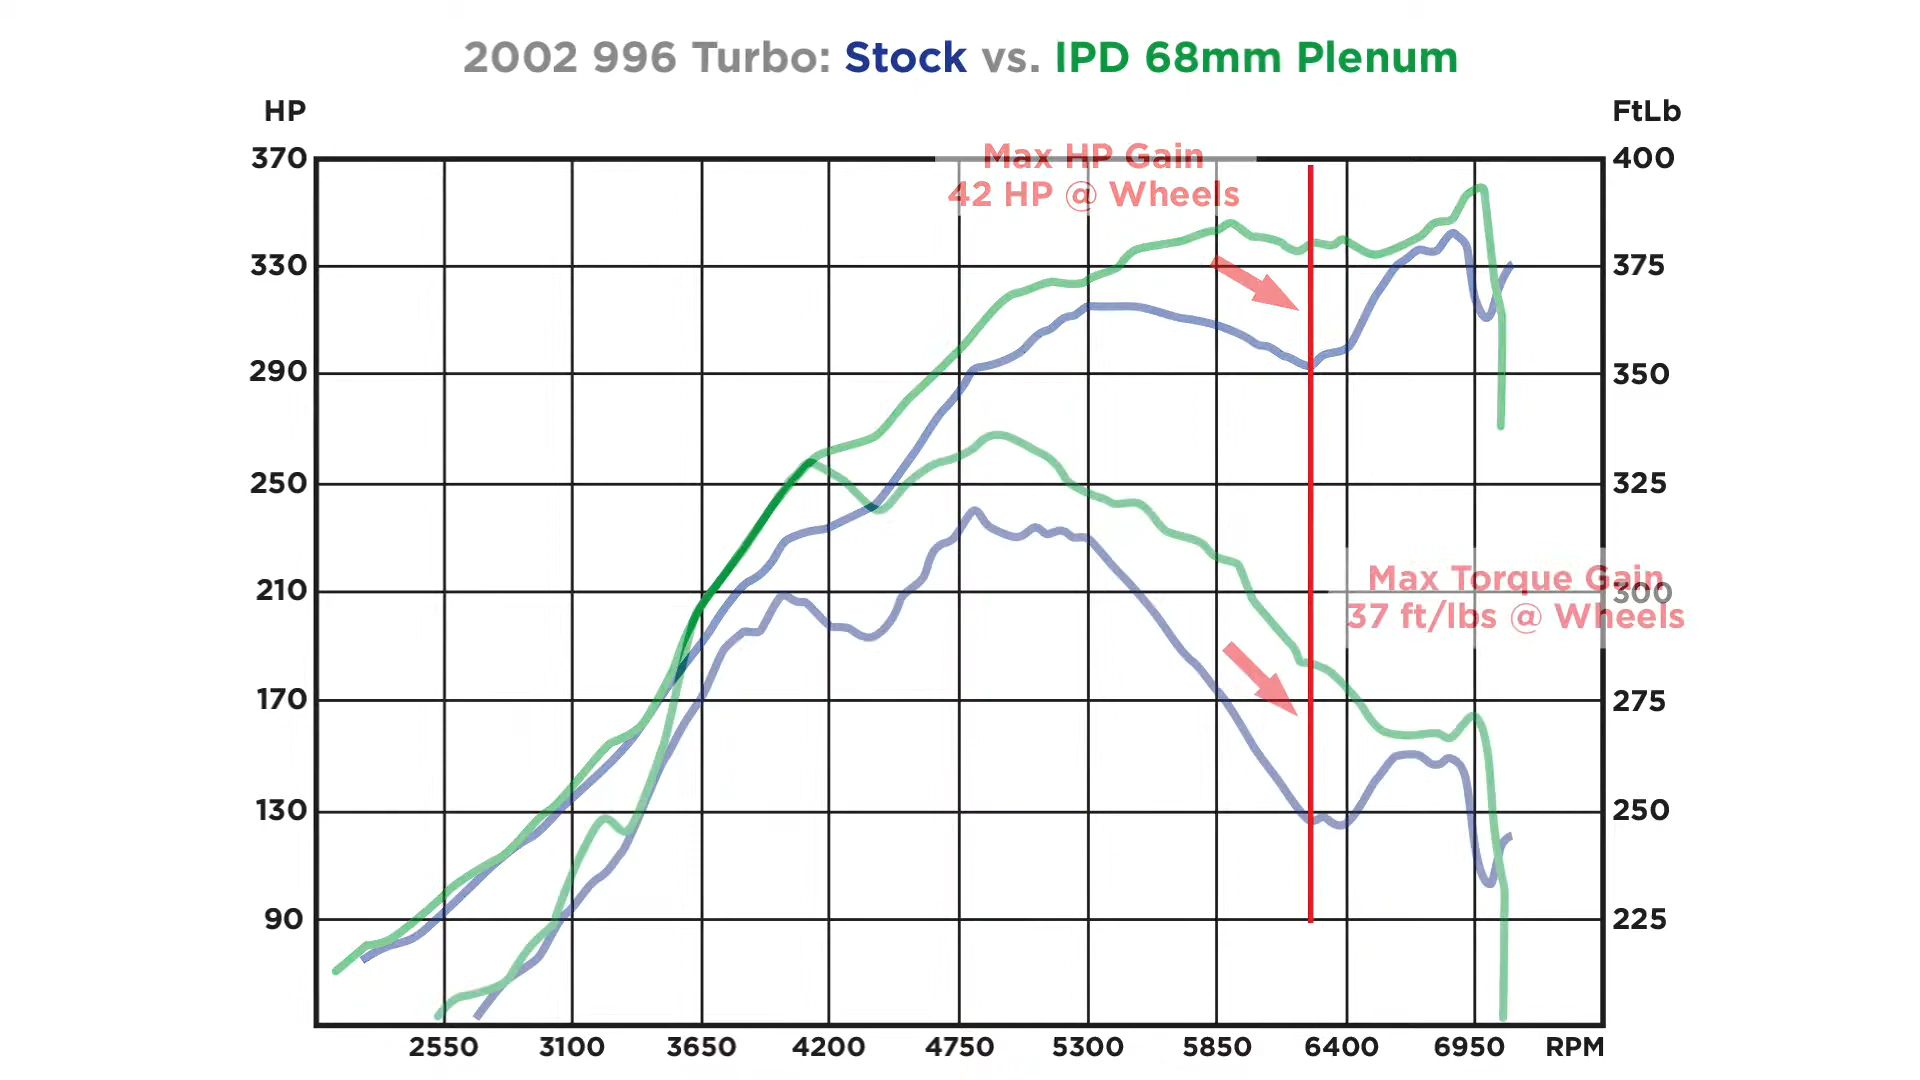 2002 996 Turbo: Stock vs. IPD 68mm Plenum
HP
FtLb
370
400
Max HP Gain
42 HP @ Wheels
330
375
290
350
250
325
Max Torque Gain
210
300
37 ft/lbs @ Wheels
170
275
130
250
90
225
2550 3100 3650 4200 4750 5300 5850 6400 6950 RPM